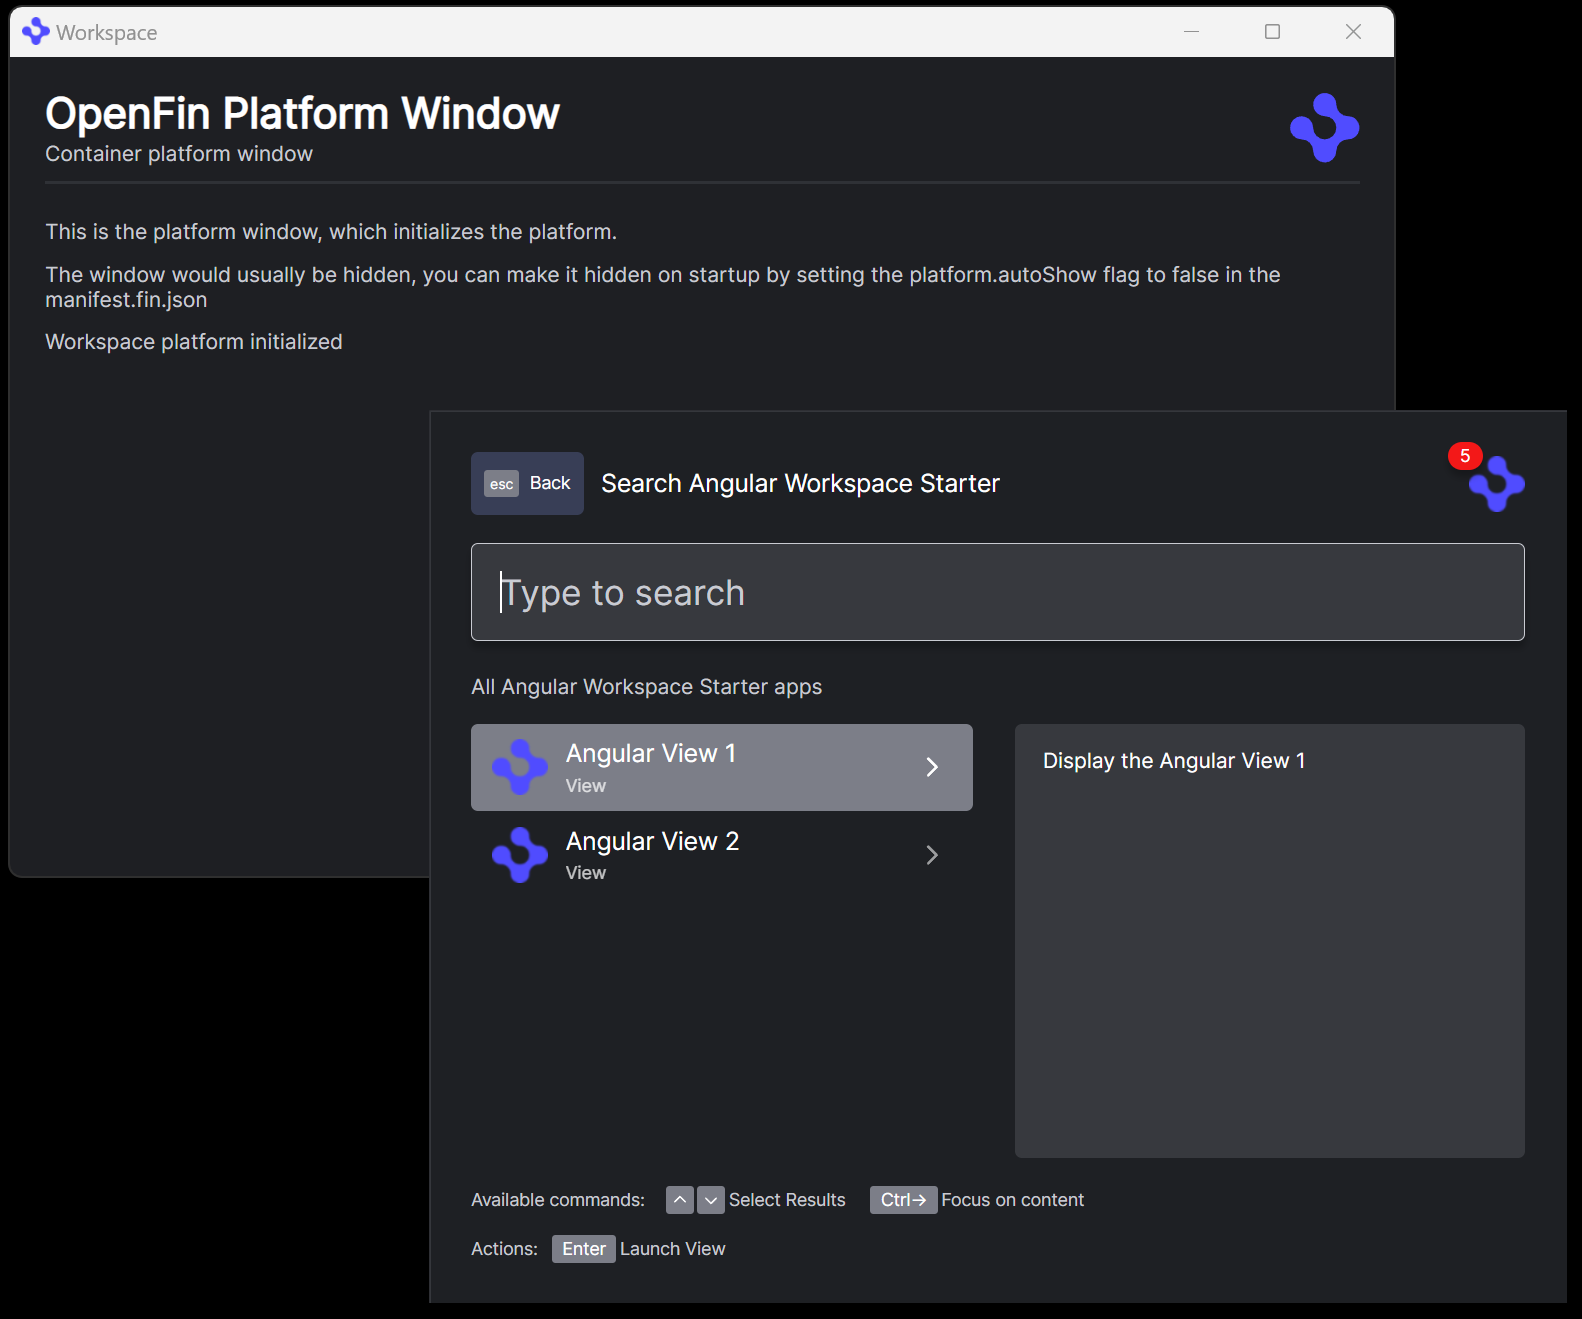 Workspace
OpenFin Platform Window
Container platform window
This is the platform window, which initializes the platform.
The window would usually be hidden, you can make it hidden on startup by setting the platform.autoShow flag to false in the
manifest.fin.json
Workspace platform initialized
esc Back Search Angular Workspace Starter 5
Type to search
All Angular Workspace Starter apps
Angular View 1
View
Display the Angular View 1
Angular View 2
View
Available commands: Select Results Ctrl→ Focus on content
Actions: Enter Launch View